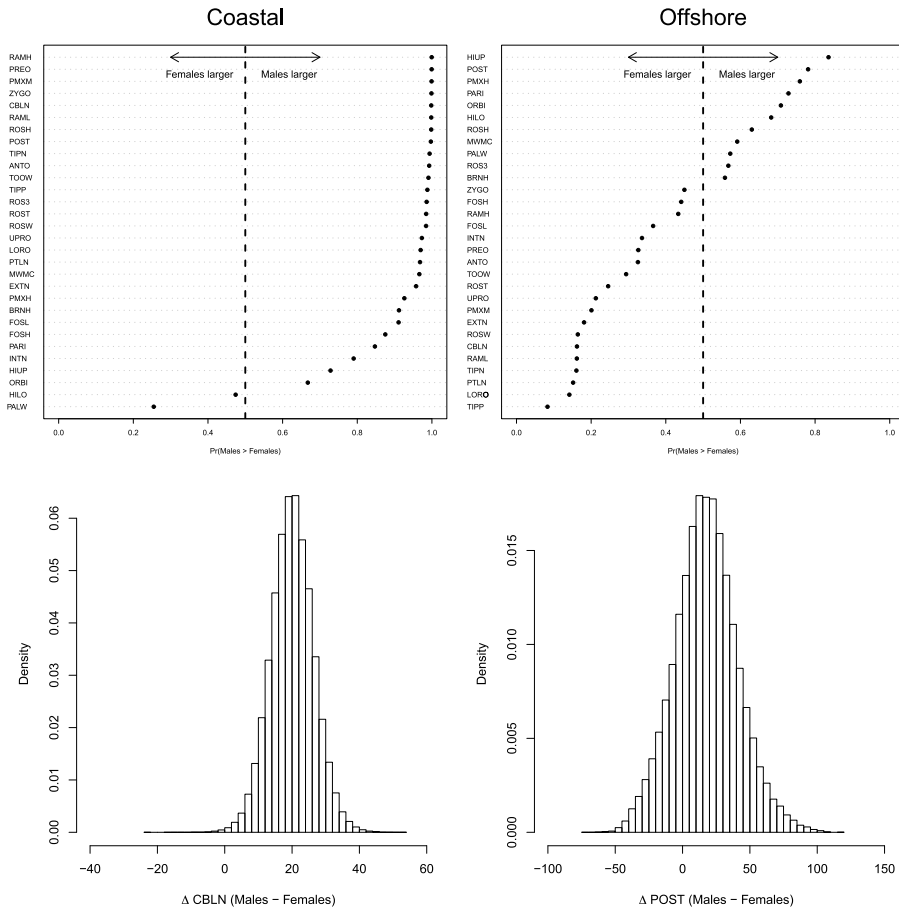 Coastal
RAMH
PREO
PMXM
ZYGO
CBLN
RAML
ROSH
POST
TIPN
ANTO
TOOW
TIPP
ROS3
ROST
ROSW
UPRO
LORO
PTLN
MWMC
EXTN
PMXH
BRNH
FOSL
FOSH
PARI
INTN
HIUP
ORBI
HILO
PALW
Females larger
Males larger
0.0 0.2 0.4 0.6 0.8 1.0
Pr(Males > Females)
Offshore
HIUP
POST
PMXH
PARI
ORBI
HILO
ROSH
MWMC
PALW
ROS3
BRNH
ZYGO
FOSH
RAMH
FOSL
INTN
PREO
ANTO
TOOW
ROST
UPRO
PMXM
EXTN
ROSW
CBLN
RAML
TIPN
PTLN
LORO
TIPP
Females larger
Males larger
0.0 0.2 0.4 0.6 0.8 1.0
Pr(Males > Females)
Density
0.06
0.05
0.04
0.03
0.02
0.01
0.00
−40 −20 0 20 40 60
Δ CBLN (Males − Females)
Density
0.015
0.010
0.005
0.000
−100 −50 0 50 100 150
Δ POST (Males − Females)